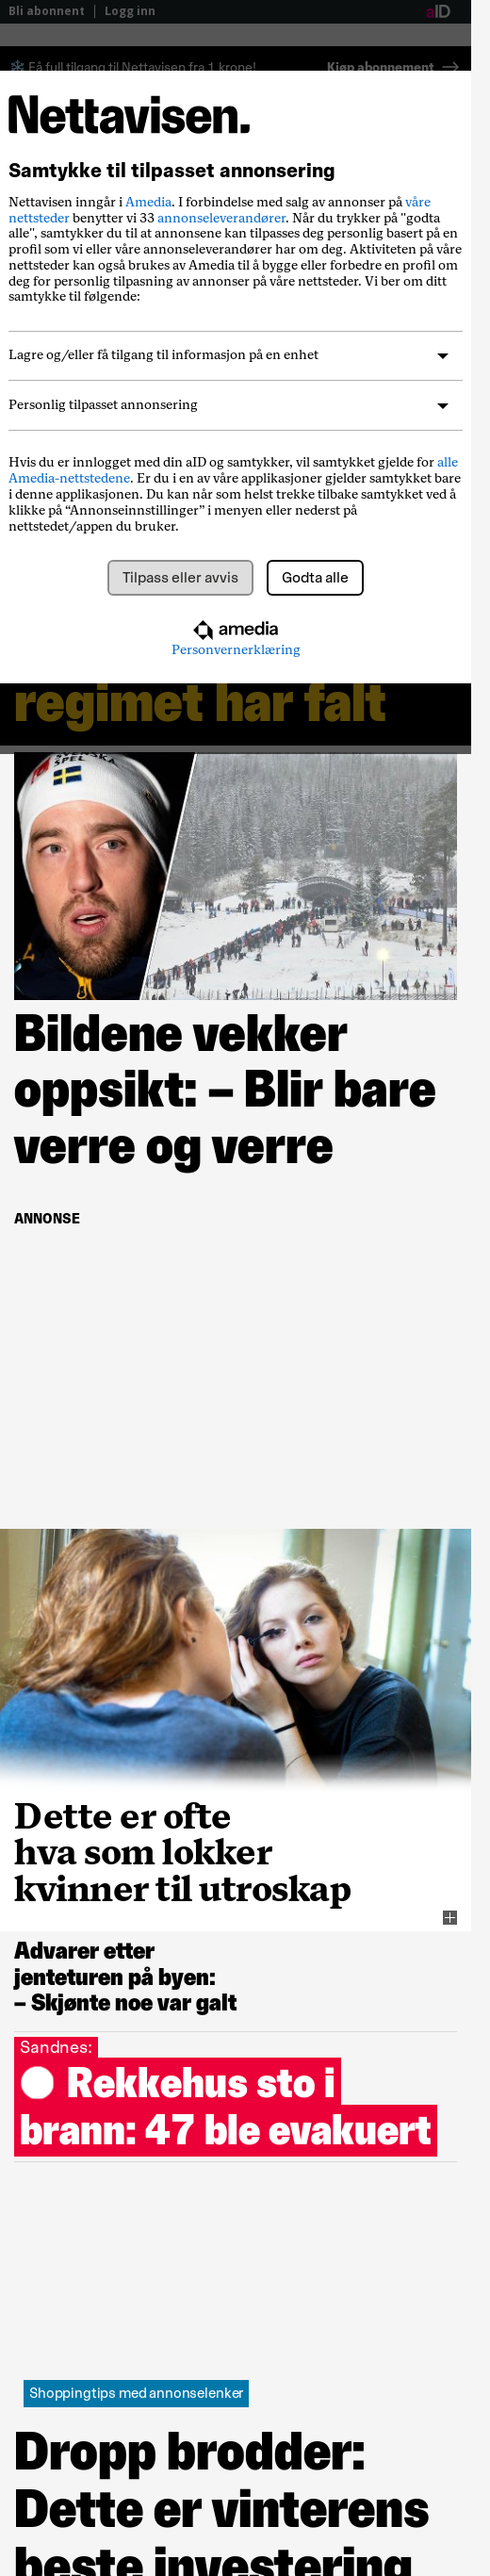 Bli abonnent | Logg inn
aID
Få full tilgang til Nettavisen fra 1 krone!
Kjøp abonnement →
Nettavisen.
Samtykke til tilpasset annonsering
Nettavisen inngår i Amedia. I forbindelse med salg av annonser på våre
nettsteder benytter vi 33 annonseleverandører. Når du trykker på "godta
alle", samtykker du til at annonsene kan tilpasses deg personlig basert på en
profil som vi eller våre annonseleverandører har om deg. Aktiviteten på våre
nettsteder kan også brukes av Amedia til å bygge eller forbedre en profil om
deg for personlig tilpasning av annonser på våre nettsteder. Vi ber om ditt
samtykke til følgende:
Lagre og/eller få tilgang til informasjon på en enhet
Personlig tilpasset annonsering
Hvis du er innlogget med din aID og samtykker, vil samtykket gjelde for alle
Amedia-nettstedene. Er du i en av våre applikasjoner gjelder samtykket bare
i denne applikasjonen. Du kan når som helst trekke tilbake samtykket ved å
klikke på “Annonseinnstillinger” i menyen eller nederst på
nettstedet/appen du bruker.
Tilpass eller avvis
Godta alle
amedia
Personvernerklæring
regimet har falt
SVENSKA
SPEL
Bildene vekker
oppsikt: – Blir bare
verre og verre
ANNONSE
Dette er ofte
hva som lokker
kvinner til utroskap
Advarer etter
jenteturen på byen:
– Skjønte noe var galt
Sandnes:
Rekkehus sto i
brann: 47 ble evakuert
Shoppingtips med annonselenker
Dropp brodder:
Dette er vinterens
beste investering